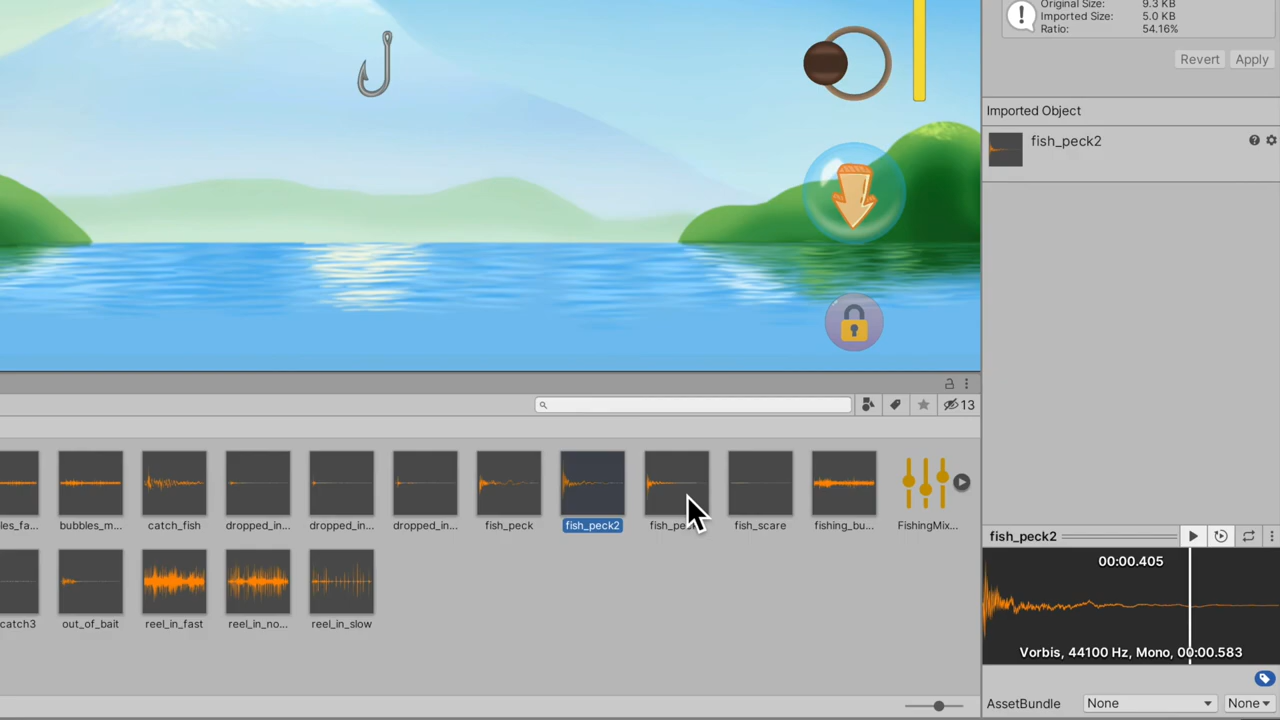 Original Size: 9.3 KB
Imported Size: 5.0 KB
Ratio: 54.16%
Revert Apply
Imported Object
fish_peck2
13
les_fa... bubbles_m... catch_fish dropped_in... dropped_in... dropped_in... fish_peck fish_peck2 fish_scare fishing_bu... FishingMix...
catch3 out_of_bait reel_in_fast reel_in_no... reel_in_slow
fish_peck2
00:00.405
Vorbis, 44100 Hz, Mono, 00:00.583
AssetBundle None None